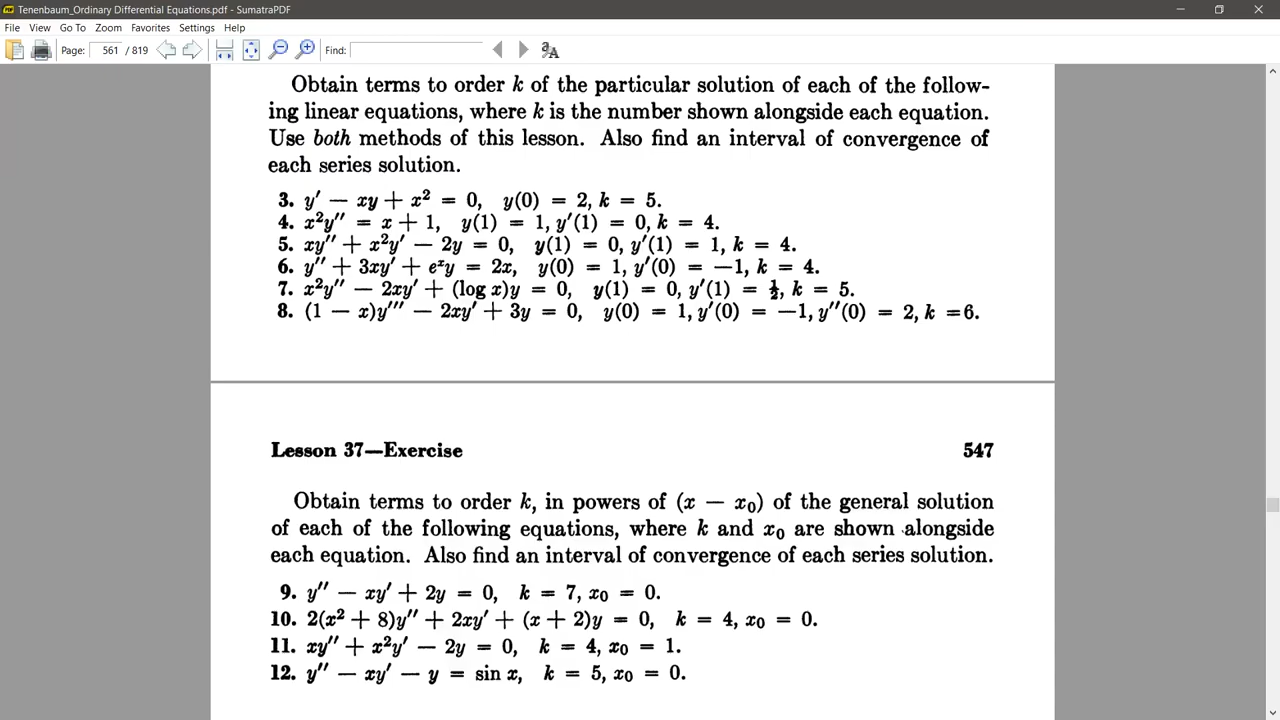 Tenenbaum_Ordinary Differential Equations.pdf - SumatraPDF
File View Go To Zoom Favorites Settings Help
Page: 561 / 819 Find:
Obtain terms to order k of the particular solution of each of the follow-
ing linear equations, where k is the number shown alongside each equation.
Use both methods of this lesson. Also find an interval of convergence of
each series solution.
3. y′ − xy + x² = 0, y(0) = 2, k = 5.
4. x²y″ = x + 1, y(1) = 1, y′(1) = 0, k = 4.
5. xy″ + x²y′ − 2y = 0, y(1) = 0, y′(1) = 1, k = 4.
6. y″ + 3xy′ + eˣy = 2x, y(0) = 1, y′(0) = −1, k = 4.
7. x²y″ − 2xy′ + (log x)y = 0, y(1) = 0, y′(1) = ½, k = 5.
8. (1 − x)y‴ − 2xy′ + 3y = 0, y(0) = 1, y′(0) = −1, y″(0) = 2, k =6.
Lesson 37—Exercise 547
Obtain terms to order k, in powers of (x − x₀) of the general solution
of each of the following equations, where k and x₀ are shown alongside
each equation. Also find an interval of convergence of each series solution.
9. y″ − xy′ + 2y = 0, k = 7, x₀ = 0.
10. 2(x² + 8)y″ + 2xy′ + (x + 2)y = 0, k = 4, x₀ = 0.
11. xy″ + x²y′ − 2y = 0, k = 4, x₀ = 1.
12. y″ − xy′ − y = sin x, k = 5, x₀ = 0.